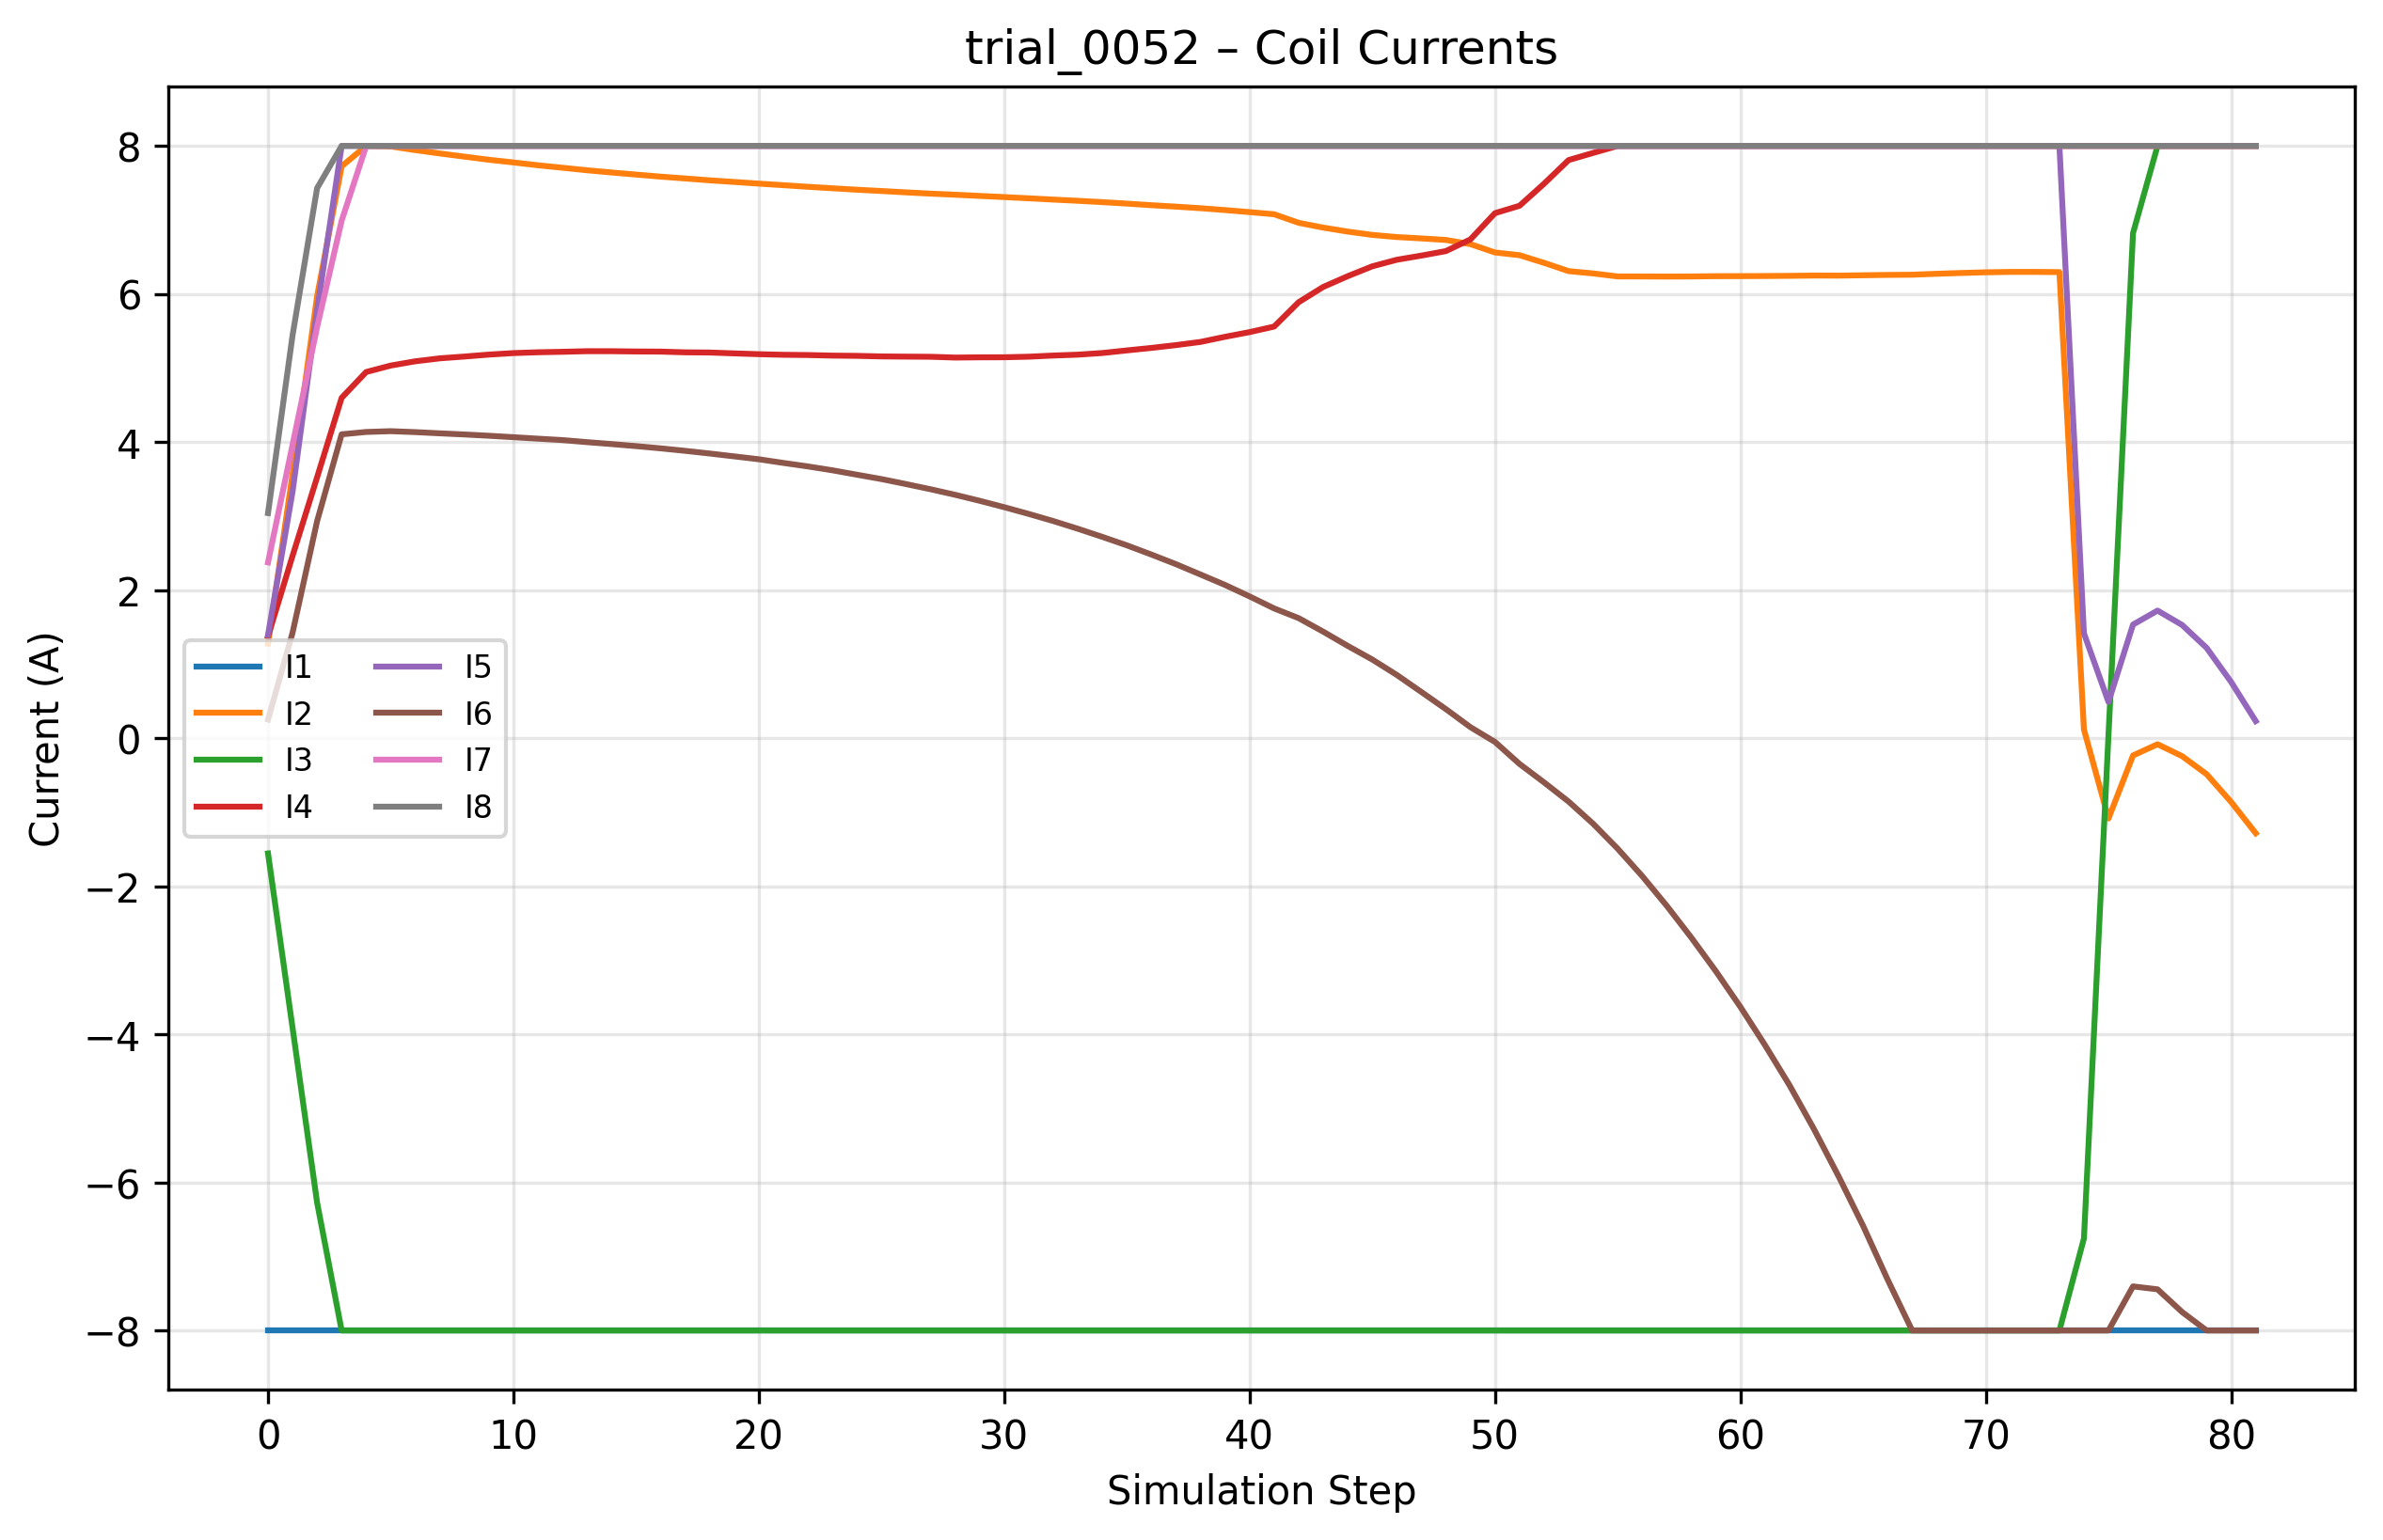 trial_0052 – Coil Currents
Current (A)
8
6
4
2
0
−2
−4
−6
−8
I1
I2
I3
I4
I5
I6
I7
I8
0 10 20 30 40 50 60 70 80
Simulation Step